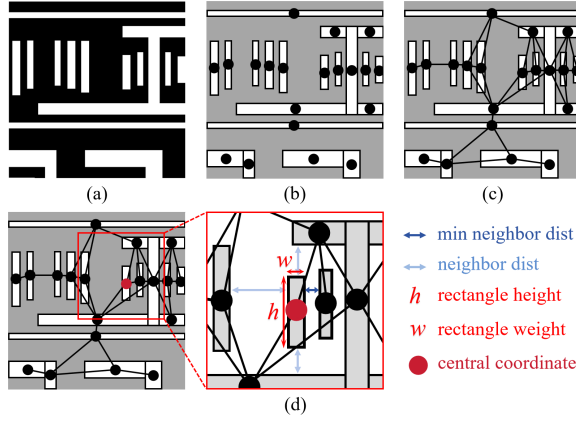 (a)
(b)
(c)
w
h
(d)
min neighbor dist
neighbor dist
h rectangle height
w rectangle weight
central coordinate